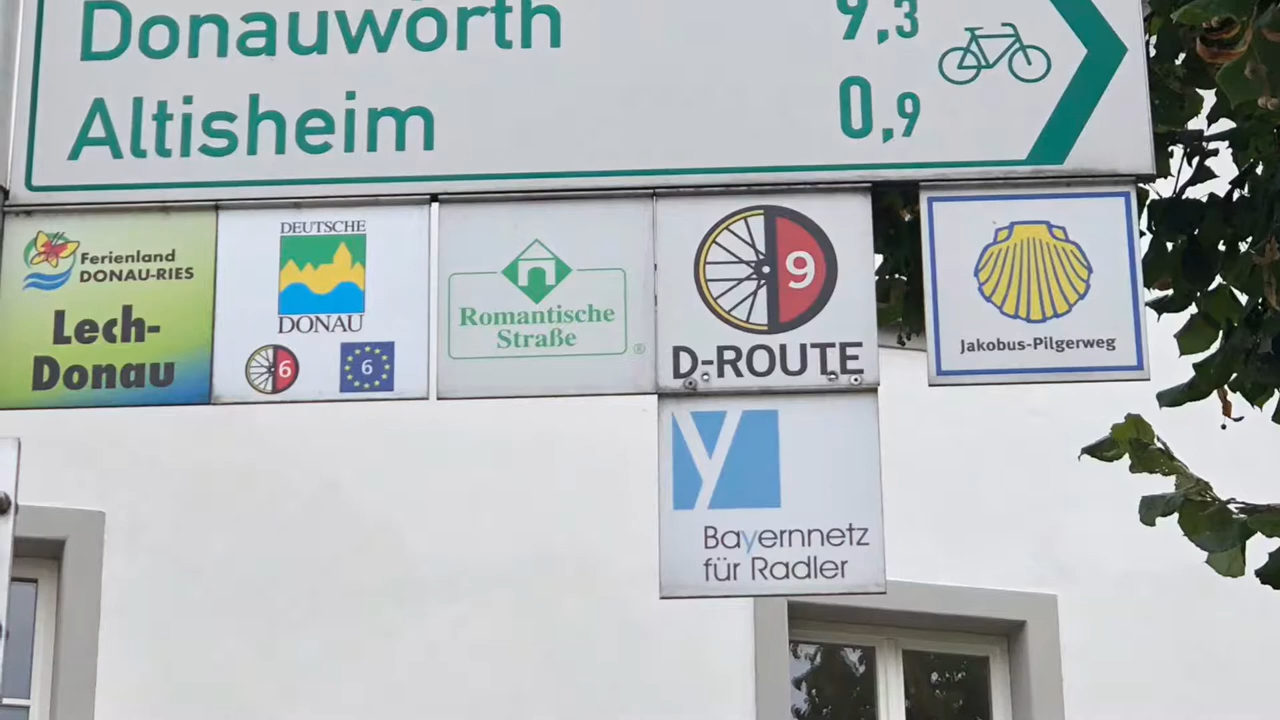 Donauwörth 9,3
Altisheim 0,9
Ferienland
DONAU-RIES
Lech-
Donau
DEUTSCHE
DONAU
6 6
Romantische
Straße
®
9
D-ROUTE
Jakobus-Pilgerweg
y
Bayernnetz
für Radler